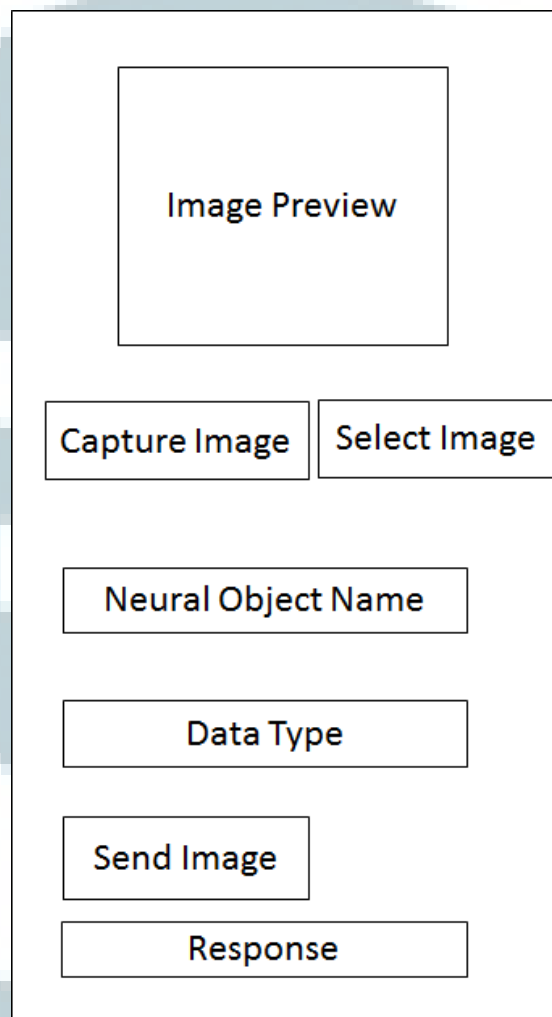 Image Preview
Capture Image
Select Image
Neural Object Name
Data Type
Send Image
Response